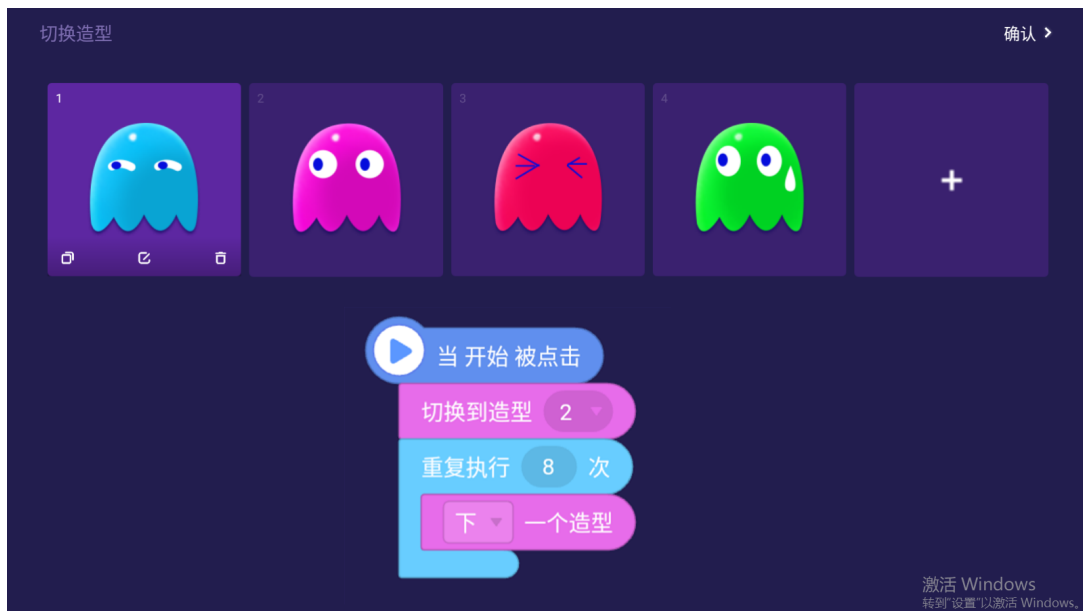 切换造型
确认
1
2
3
4
当 开始 被点击
切换到造型 2
重复执行 8 次
下 一个造型
激活 Windows
转到"设置"以激活 Windows。